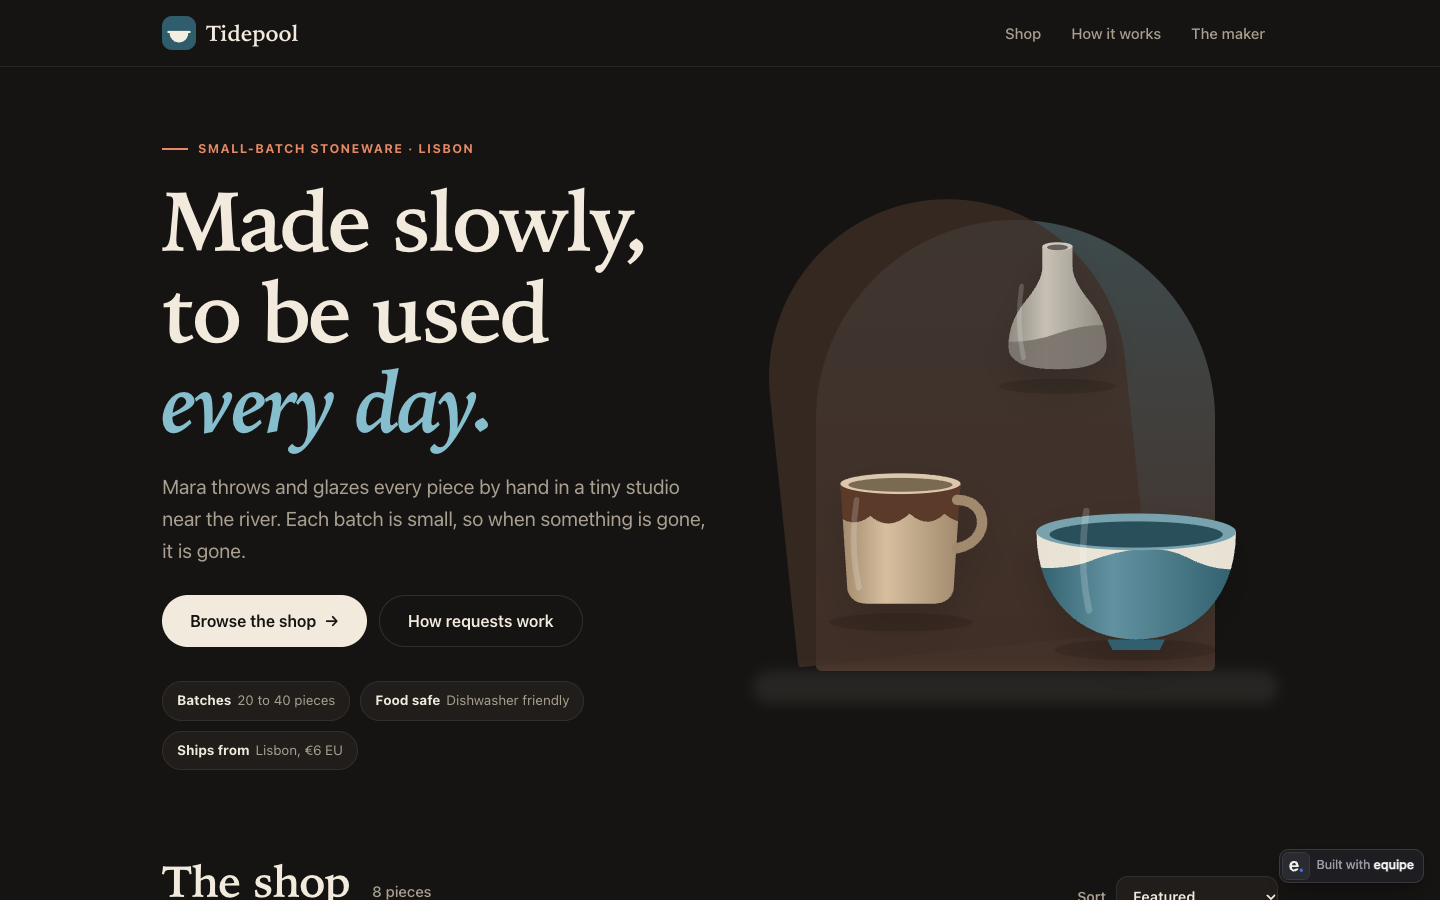 Tidepool
Shop
How it works
The maker
SMALL-BATCH STONEWARE · LISBON
Made slowly,
to be used
every day.
Mara throws and glazes every piece by hand in a tiny studio
near the river. Each batch is small, so when something is gone,
it is gone.
Browse the shop →
How requests work
Batches 20 to 40 pieces
Food safe Dishwasher friendly
Ships from Lisbon, €6 EU
The shop
8 pieces
Sort
Featured
e. Built with equipe